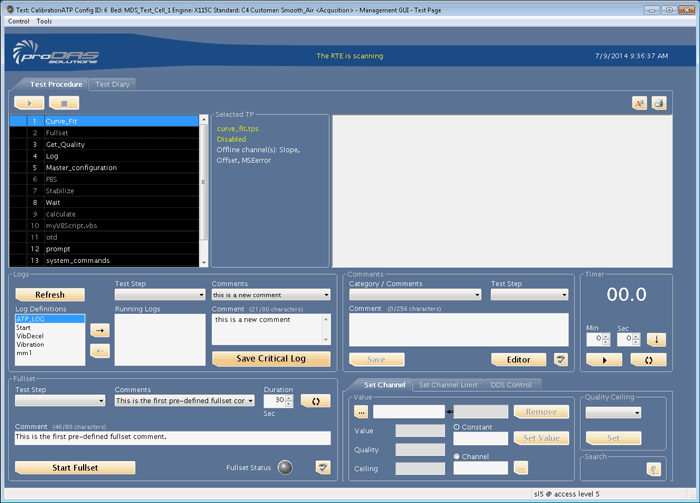 Test: CalibrationATP Config ID: 6 Bed: MDS_Test_Cell_1 Engine: X115C Standard: C4 Customer: Smooth_Air <Acqusition> - Management GUI - Test Page
Control Tools
proDAS
SOLUTIONS
The RTE is scanning
7/9/2014 9:36:37 AM
Test Procedure Test Diary
1 Curve_Fit
2 Fullset
3 Get_Quality
4 Log
5 Master_configuration
6 PBS
7 Stabilize
8 Wait
9 calculate
10 myVBScript.vbs
11 otd
12 prompt
13 system_commands
Selected TP
curve_fit.tps
Disabled
Offline channel(s): Slope,
Offset, MSEerror
Logs
Refresh
Test Step
Comments
this is a new comment
Log Definitions
ATP_LOG
Start
VibDecel
Vibration
mm1
Running Logs
Comment (21/80 characters)
this is a new comment
Save Critical Log
Comments
Category / Comments
Test Step
Comment (0/256 characters)
Save
Editor
Timer
00.0
Min Sec
0 0
Fullset
Test Step
Comments
This is the first pre-defined fullset cor
Duration
30
Sec
Comment (46/80 characters)
This is the first pre-defined fullset comment.
Start Fullset
Fullset Status
Set Channel Set Channel Limit DDS Control
Value
...
Remove
Value
Constant
Set Value
Quality
Channel
Ceiling
...
Quality Ceiling
Set
Search
sl5 @ access level 5